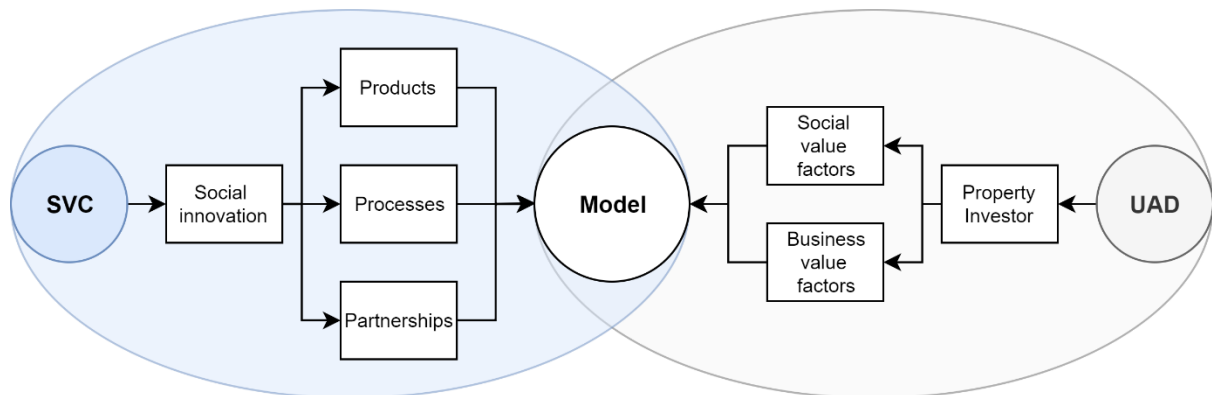 SVC
Social
innovation
Products
Processes
Partnerships
Model
Social
value
factors
Business
value
factors
Property
Investor
UAD